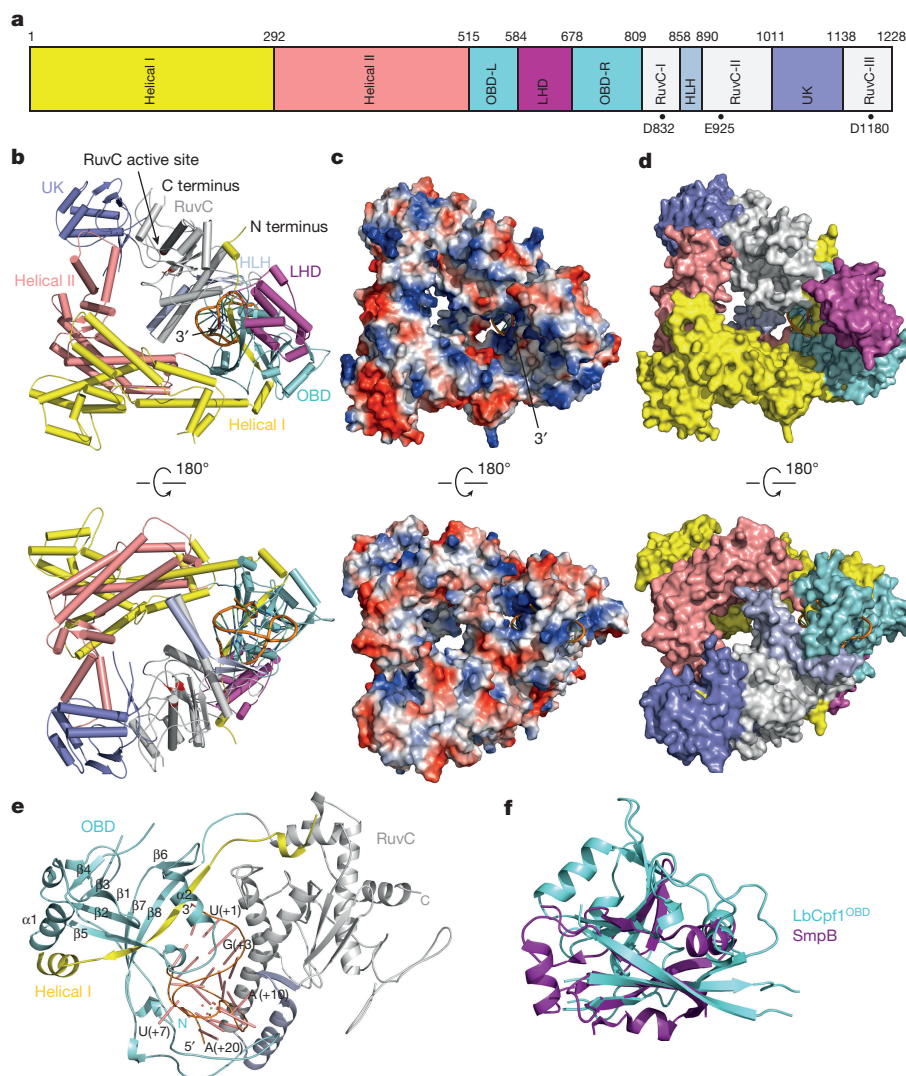 a
1 292 515 584 678 809 858 890 1011 1138 1228
Helical I
Helical II
OBD-L
LHD
OBD-R
RuvC-I
HLH
RuvC-II
UK
RuvC-III
D832 E925 D1180
b
RuvC active site
UK
C terminus
RuvC
N terminus
HLH
LHD
Helical II
3′
OBD
Helical I
c
3′
d
180°
180°
180°
e
OBD
RuvC
β6
β4
β3
β1
α2
β7
3′
U(+1)
C
α1
β2
β8
β5
G(+3)
Helical I
A(+10)
N
U(+7)
5′
A(+20)
f
LbCpf1OBD
SmpB